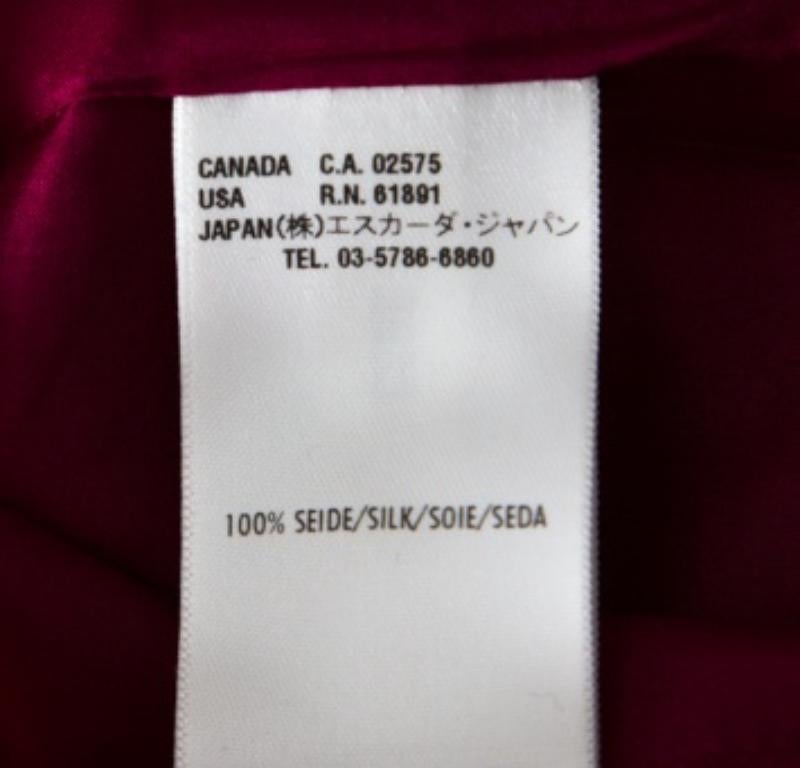 CANADA C.A. 02575
USA R.N. 61891
JAPAN(株)エスカーダ・ジャパン
TEL. 03-5786-6860
100% SEIDE/SILK/SOIE/SEDA